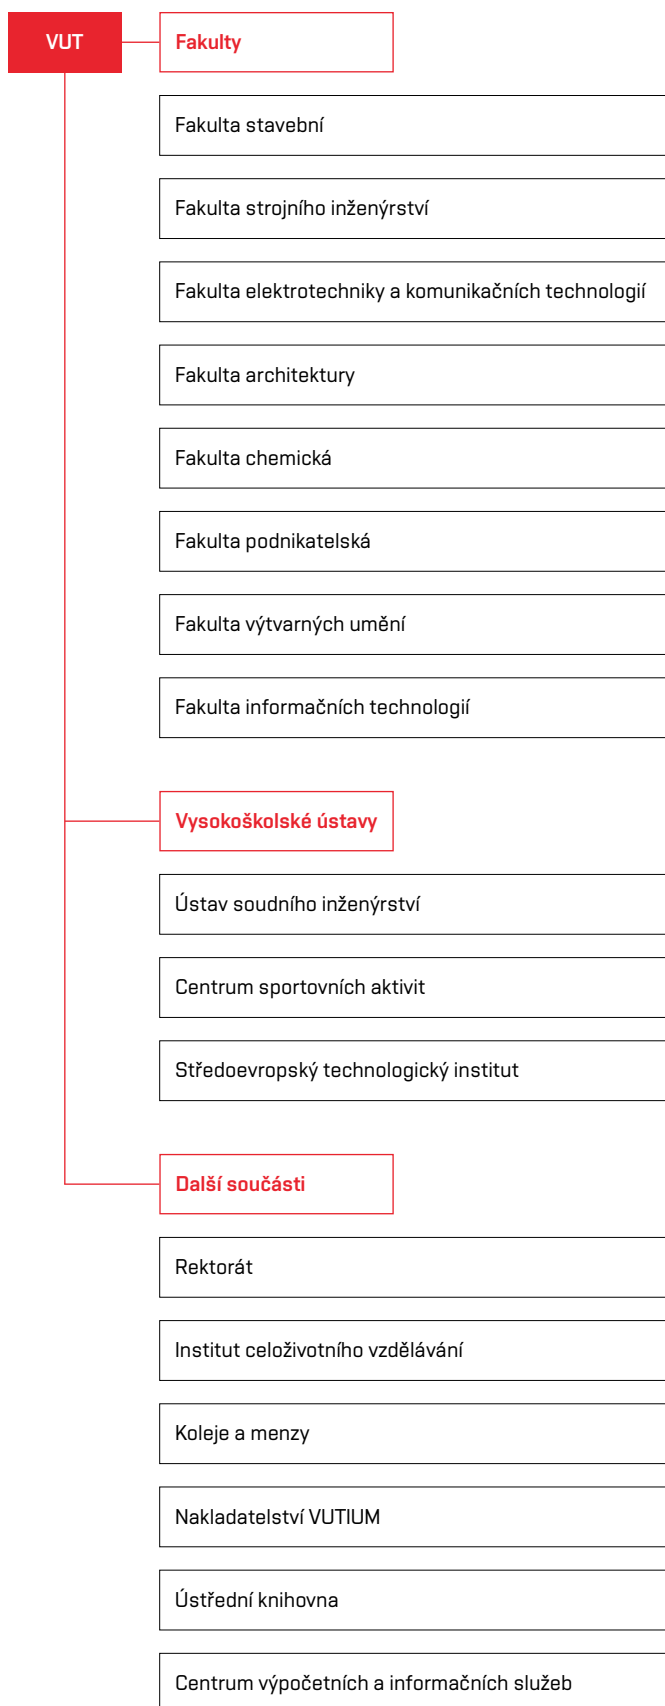 VUT
Fakulty
Fakulta stavební
Fakulta strojního inženýrství
Fakulta elektrotechniky a komunikačních technologií
Fakulta architektury
Fakulta chemická
Fakulta podnikatelská
Fakulta výtvarných umění
Fakulta informačních technologií
Vysokoškolské ústavy
Ústav soudního inženýrství
Centrum sportovních aktivit
Středoevropský technologický institut
Další součásti
Rektorát
Institut celoživotního vzdělávání
Koleje a menzy
Nakladatelství VUTIUM
Ústřední knihovna
Centrum výpočetních a informačních služeb